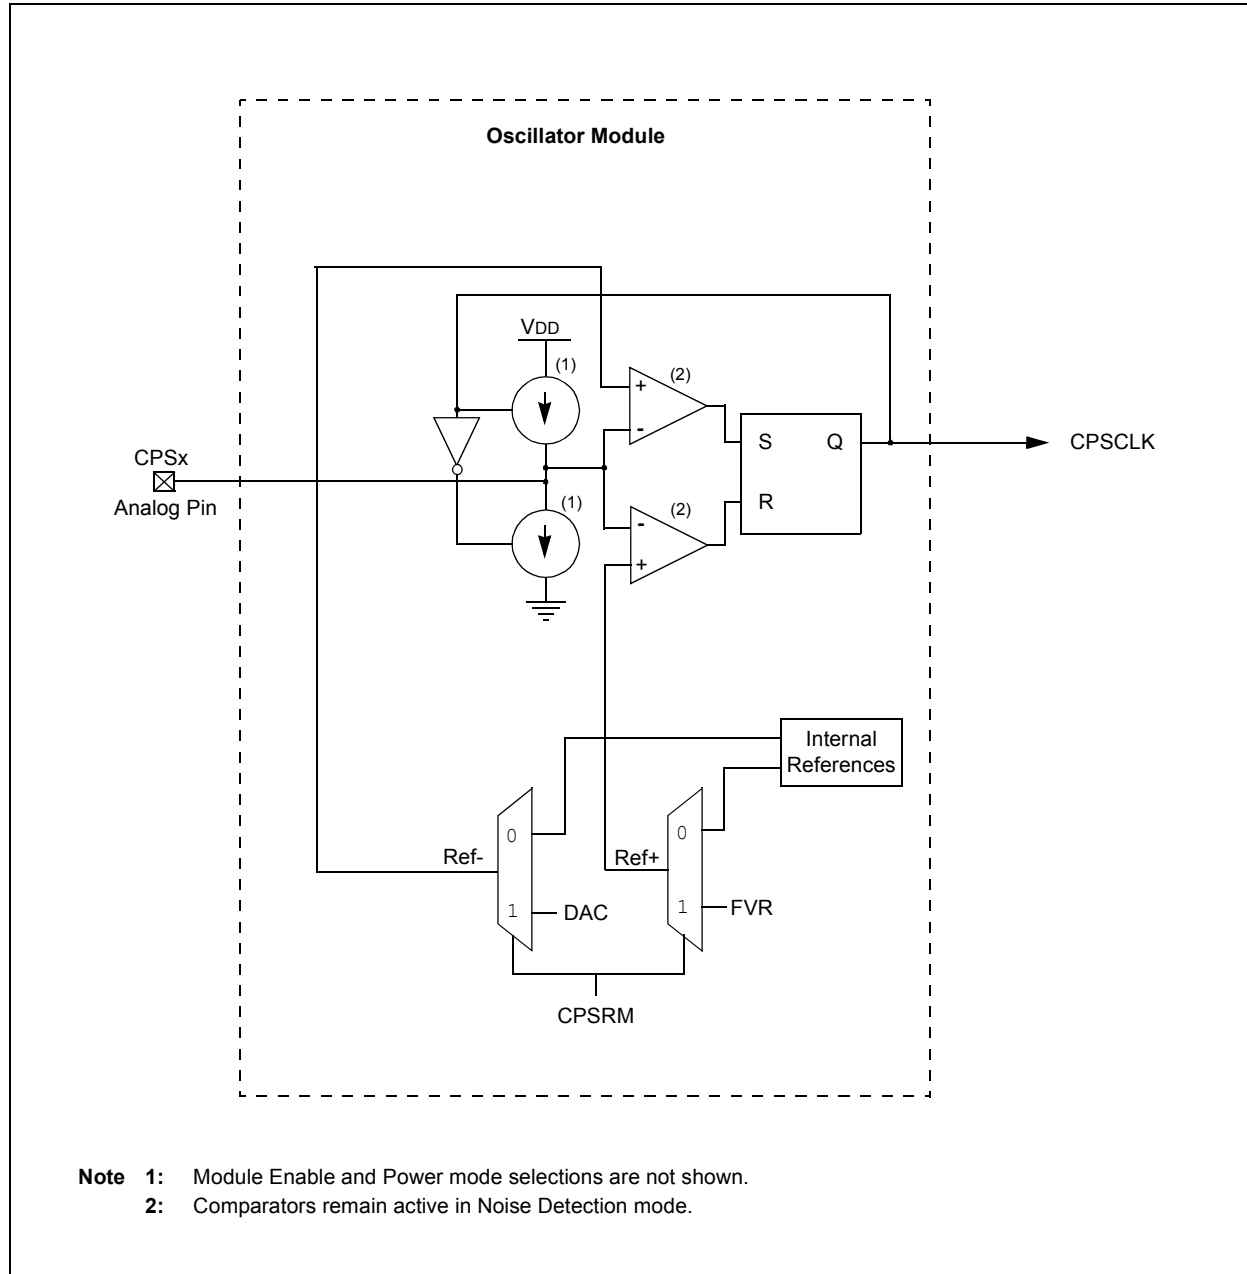 Oscillator Module
VDD
(1)
(2)
+
-
S Q
CPSCLK
CPSx
Analog Pin
(1)
(2)
R
-
+
Internal
References
0
0
Ref-
Ref+
1
DAC
1
FVR
CPSRM
Note 1: Module Enable and Power mode selections are not shown.
2: Comparators remain active in Noise Detection mode.